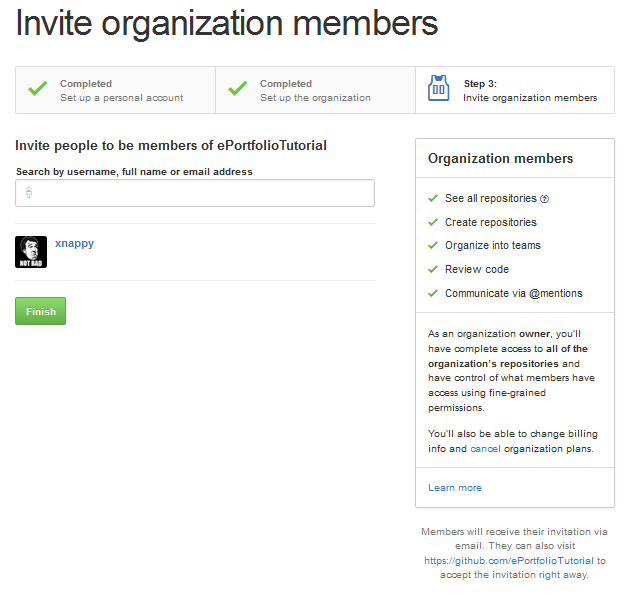 Invite organization members
Completed
Set up a personal account
Completed
Set up the organization
Step 3:
Invite organization members
Invite people to be members of ePortfolioTutorial
Search by username, full name or email address
xnappy
NOT BAD
Finish
Organization members
See all repositories
Create repositories
Organize into teams
Review code
Communicate via @mentions
As an organization owner, you'll
have complete access to all of the
organization's repositories and
have control of what members have
access using fine-grained
permissions.
You'll also be able to change billing
info and cancel organization plans.
Learn more
Members will receive their invitation via
email. They can also visit
https://github.com/ePortfolioTutorial to
accept the invitation right away.